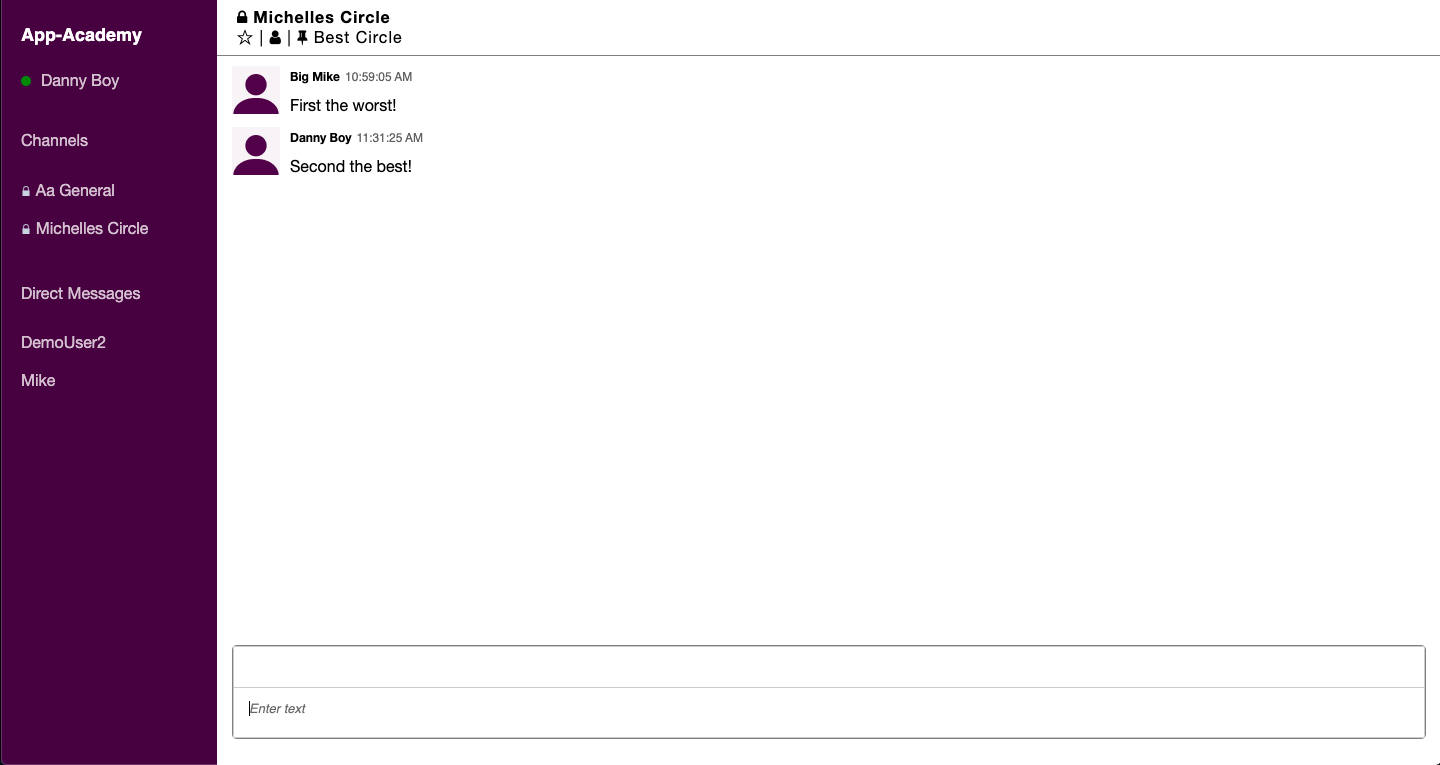 App-Academy
Danny Boy
Channels
Aa General
Michelles Circle
Direct Messages
DemoUser2
Mike
Michelles Circle
| | Best Circle
Big Mike 10:59:05 AM
First the worst!
Danny Boy 11:31:25 AM
Second the best!
Enter text